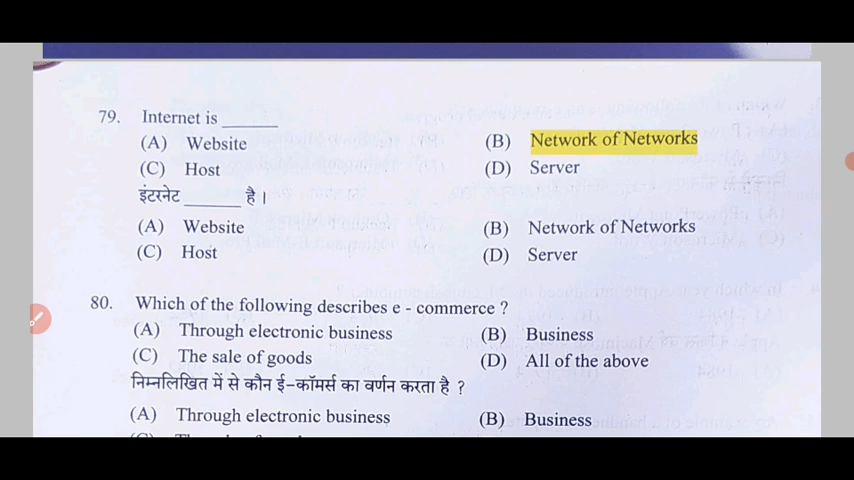 79. Internet is ______
(A) Website (B) Network of Networks
(C) Host (D) Server
इंटरनेट ______ है।
(A) Website (B) Network of Networks
(C) Host (D) Server
80. Which of the following describes e - commerce ?
(A) Through electronic business (B) Business
(C) The sale of goods (D) All of the above
निम्नलिखित में से कौन ई-कॉमर्स का वर्णन करता है ?
(A) Through electronic business (B) Business